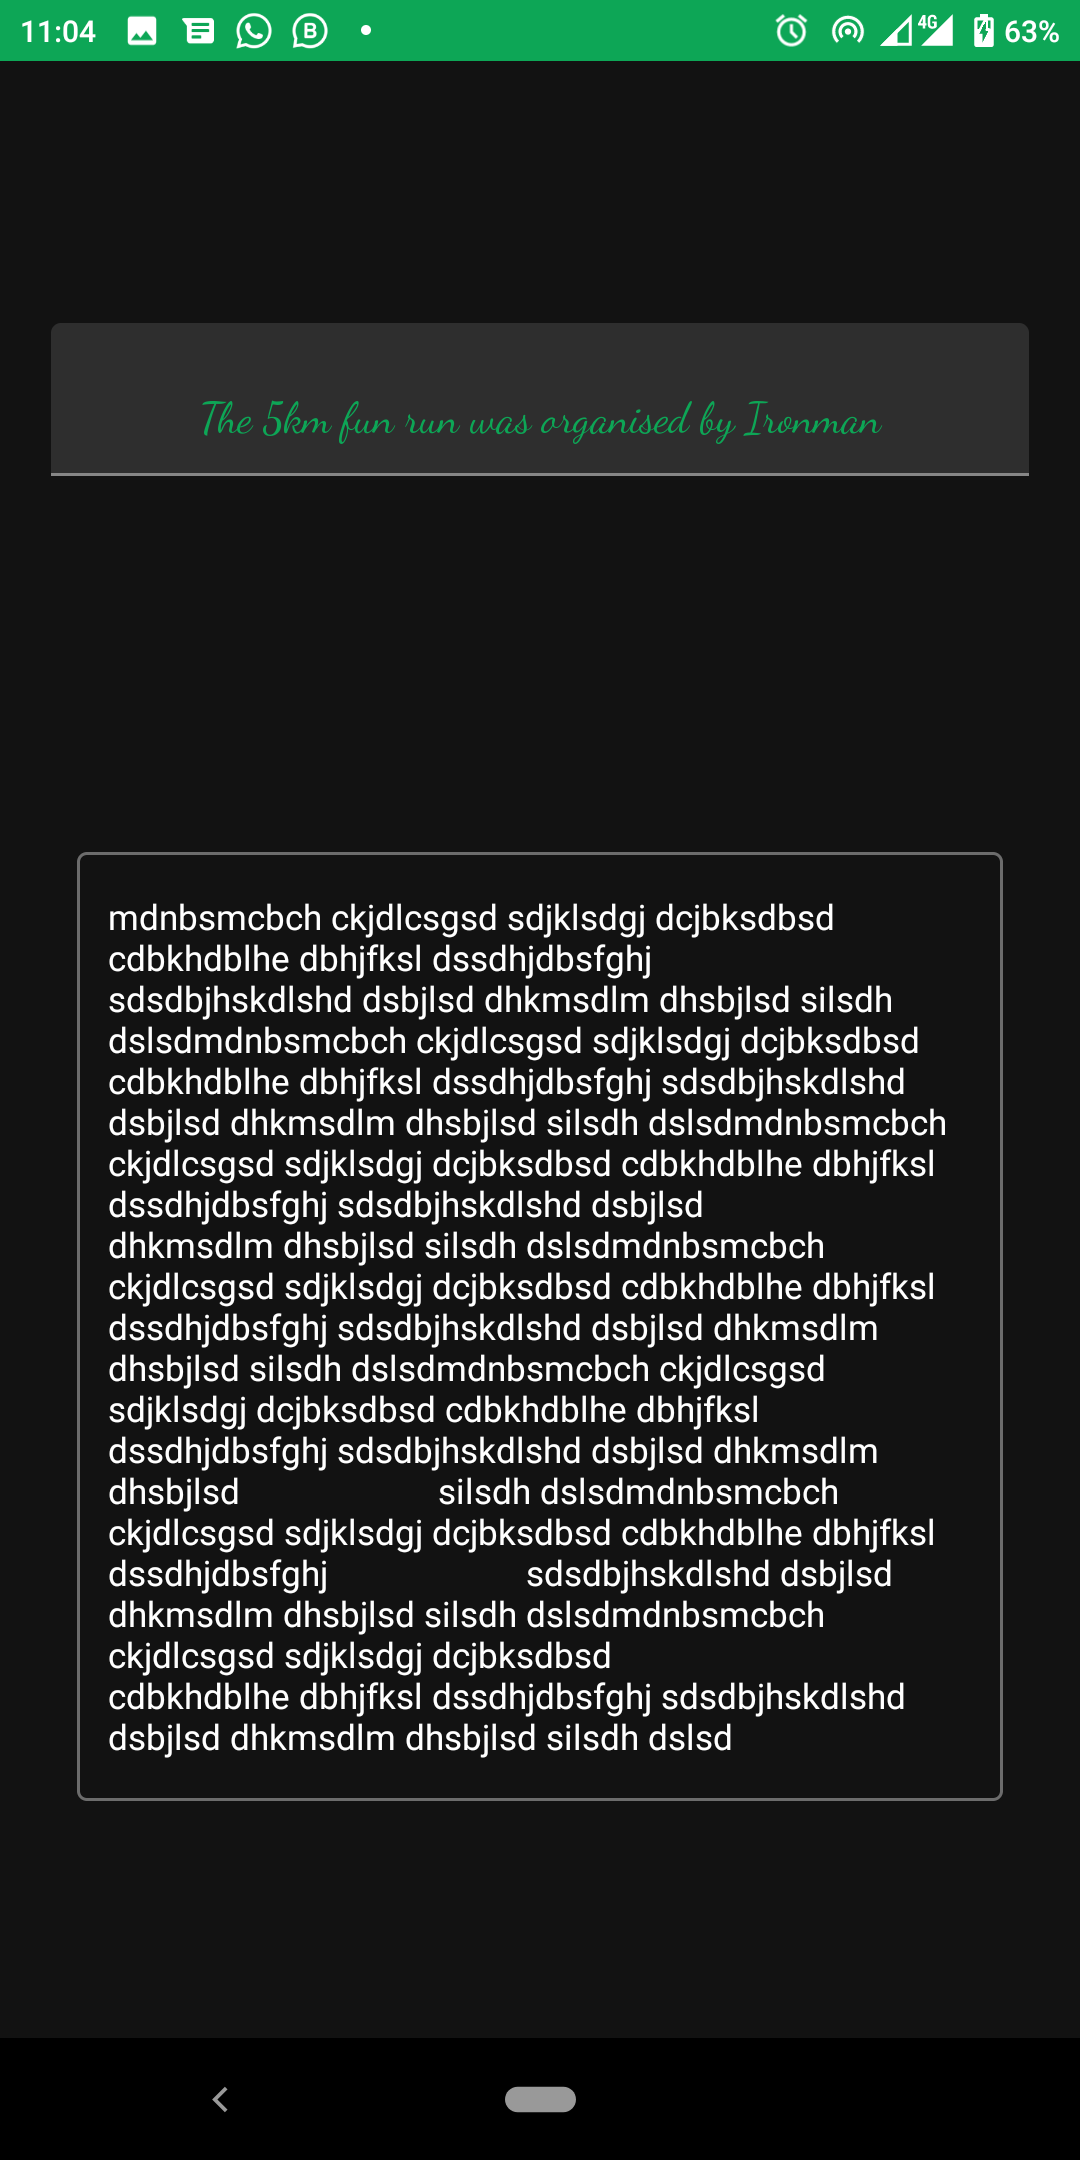 11:04 4G 63%
The 5km fun run was organised by Ironman
mdnbsmcbch ckjdlcsgsd sdjklsdgj dcjbksdbsd
cdbkhdblhe dbhjfksl dssdhjdbsfghj
sdsdbjhskdlshd dsbjlsd dhkmsdlm dhsbjlsd silsdh
dslsdmdnbsmcbch ckjdlcsgsd sdjklsdgj dcjbksdbsd
cdbkhdblhe dbhjfksl dssdhjdbsfghj sdsdbjhskdlshd
dsbjlsd dhkmsdlm dhsbjlsd silsdh dslsdmdnbsmcbch
ckjdlcsgsd sdjklsdgj dcjbksdbsd cdbkhdblhe dbhjfksl
dssdhjdbsfghj sdsdbjhskdlshd dsbjlsd
dhkmsdlm dhsbjlsd silsdh dslsdmdnbsmcbch
ckjdlcsgsd sdjklsdgj dcjbksdbsd cdbkhdblhe dbhjfksl
dssdhjdbsfghj sdsdbjhskdlshd dsbjlsd dhkmsdlm
dhsbjlsd silsdh dslsdmdnbsmcbch ckjdlcsgsd
sdjklsdgj dcjbksdbsd cdbkhdblhe dbhjfksl
dssdhjdbsfghj sdsdbjhskdlshd dsbjlsd dhkmsdlm
dhsbjlsd silsdh dslsdmdnbsmcbch
ckjdlcsgsd sdjklsdgj dcjbksdbsd cdbkhdblhe dbhjfksl
dssdhjdbsfghj sdsdbjhskdlshd dsbjlsd
dhkmsdlm dhsbjlsd silsdh dslsdmdnbsmcbch
ckjdlcsgsd sdjklsdgj dcjbksdbsd
cdbkhdblhe dbhjfksl dssdhjdbsfghj sdsdbjhskdlshd
dsbjlsd dhkmsdlm dhsbjlsd silsdh dslsd